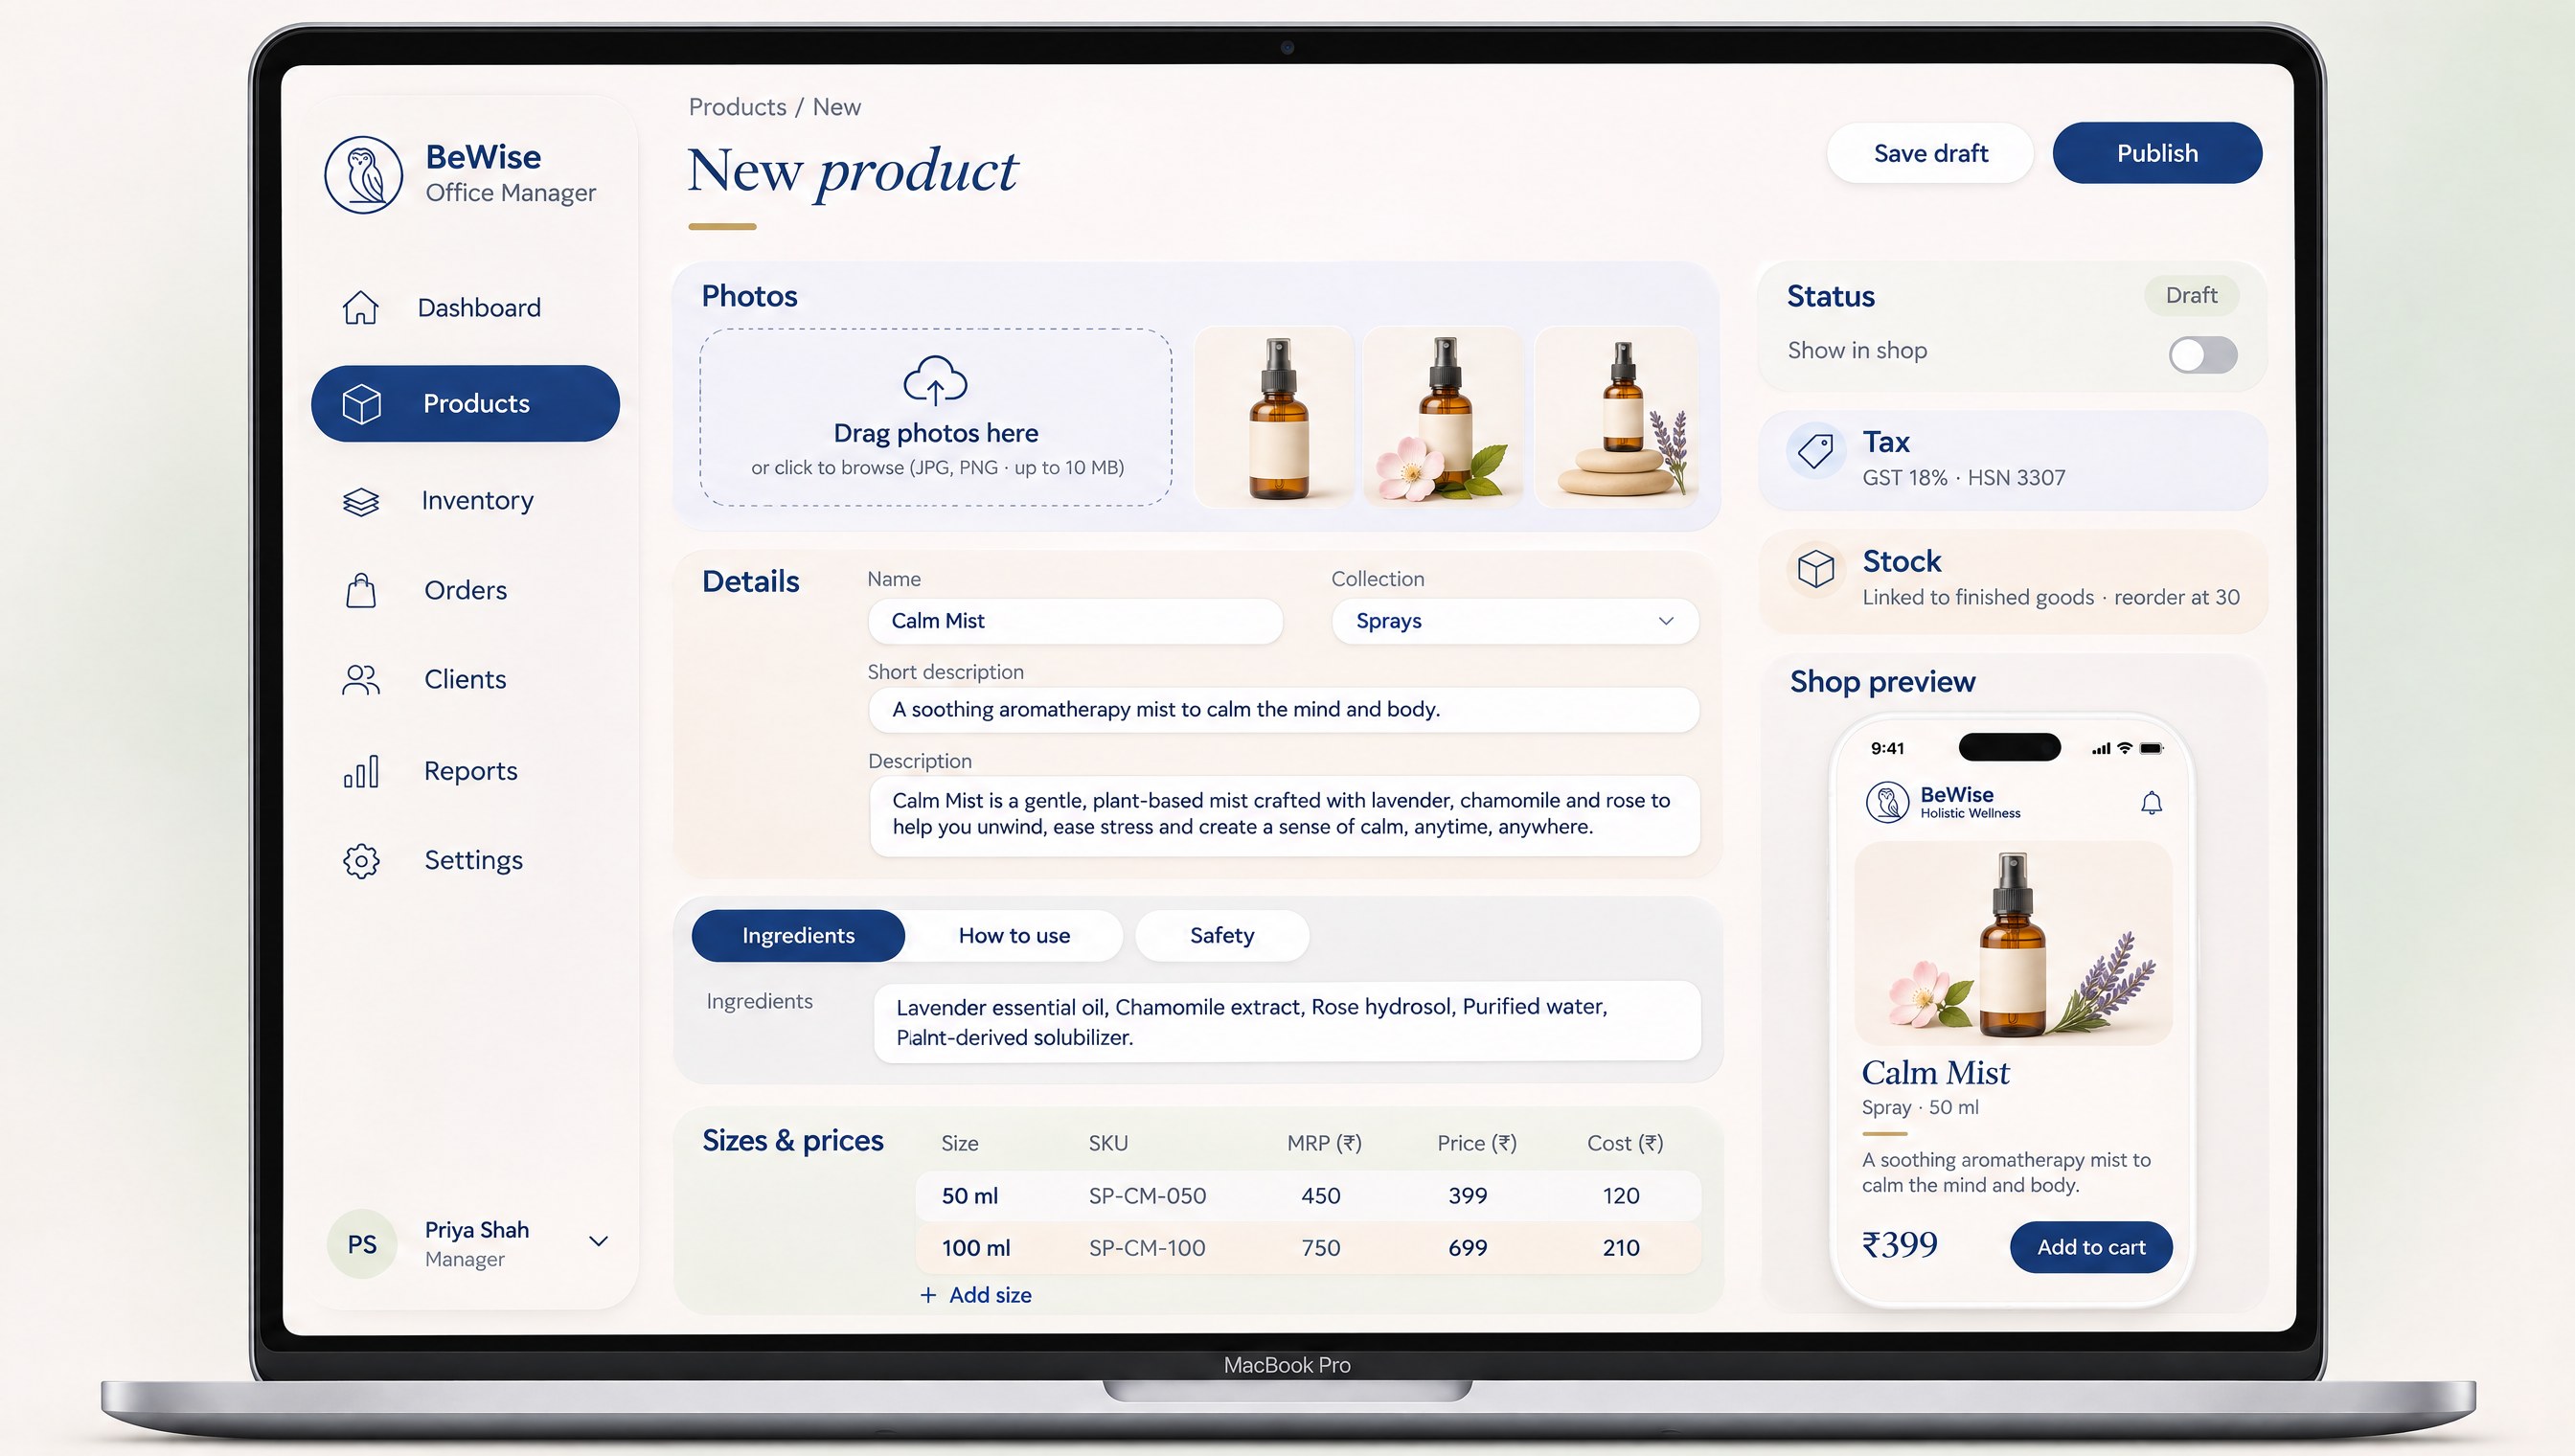 BeWise
Office Manager
Dashboard
Products
Inventory
Orders
Clients
Reports
Settings
PS
Priya Shah
Manager
Products / New
New product
Save draft
Publish
Photos
Drag photos here
or click to browse (JPG, PNG · up to 10 MB)
Details
Name
Collection
Calm Mist
Sprays
Short description
A soothing aromatherapy mist to calm the mind and body.
Description
Calm Mist is a gentle, plant-based mist crafted with lavender, chamomile and rose to
help you unwind, ease stress and create a sense of calm, anytime, anywhere.
Ingredients
How to use
Safety
Ingredients
Lavender essential oil, Chamomile extract, Rose hydrosol, Purified water,
Plalnt-derived solubilizer.
Sizes & prices
Size SKU MRP (₹) Price (₹) Cost (₹)
50 ml SP-CM-050 450 399 120
100 ml SP-CM-100 750 699 210
+ Add size
Status
Draft
Show in shop
Tax
GST 18% · HSN 3307
Stock
Linked to finished goods · reorder at 30
Shop preview
9:41
BeWise
Holistic Wellness
Calm Mist
Spray · 50 ml
A soothing aromatherapy mist to
calm the mind and body.
₹399
Add to cart
MacBook Pro